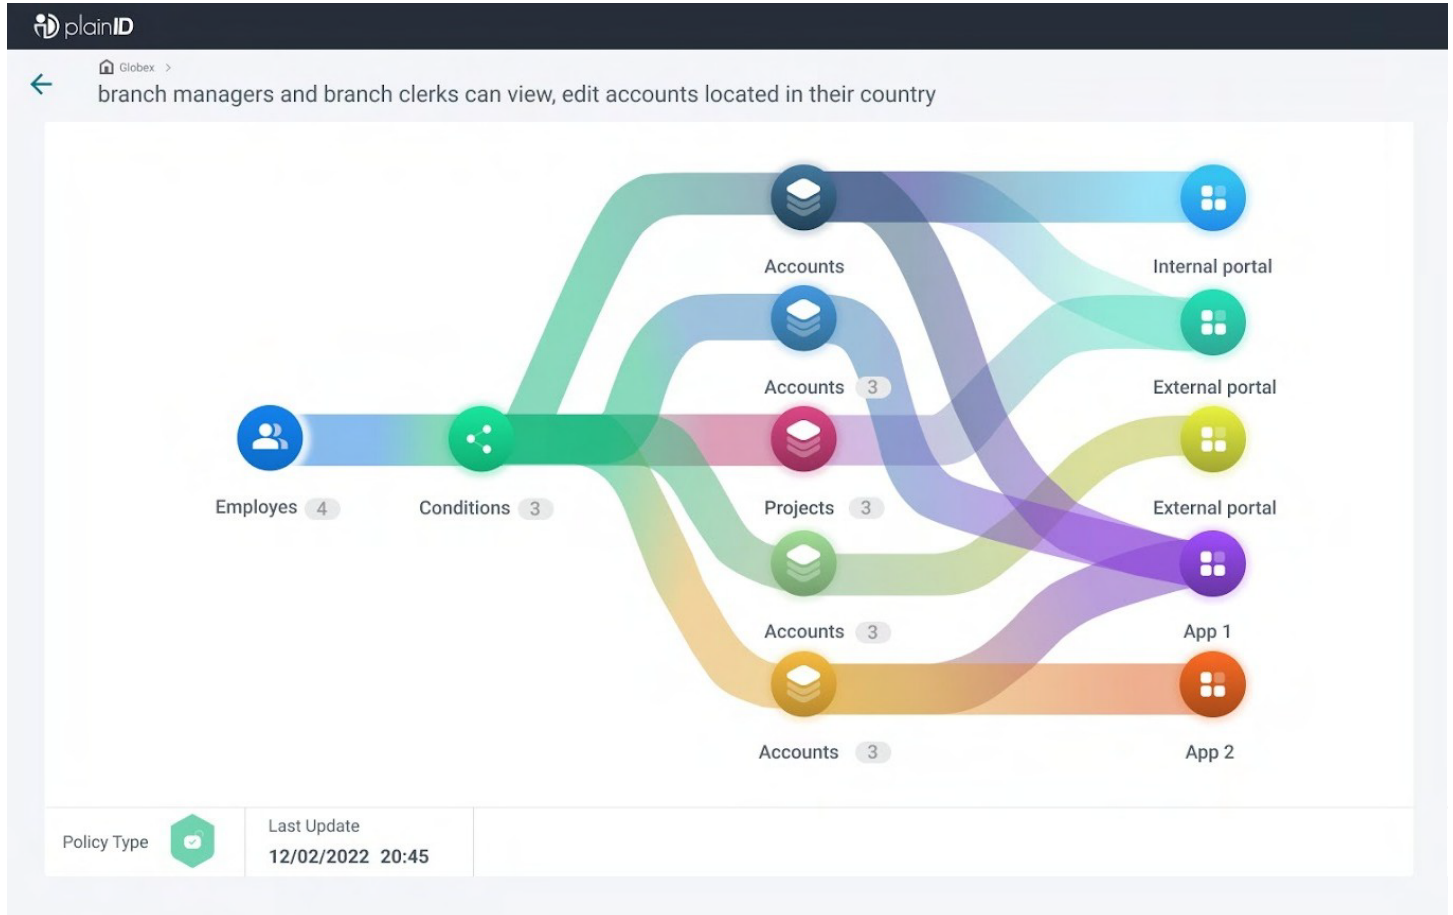 plainID
Globex >
branch managers and branch clerks can view, edit accounts located in their country
Accounts
Internal portal
Accounts 3
External portal
Employes 4
Conditions 3
Projects 3
External portal
Accounts 3
App 1
Accounts 3
App 2
Policy Type
Last Update
12/02/2022 20:45